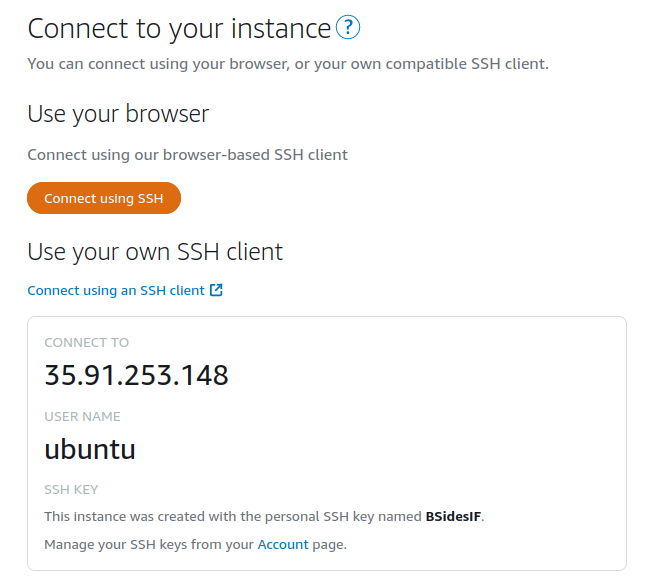 Connect to your instance ?
You can connect using your browser, or your own compatible SSH client.
Use your browser
Connect using our browser-based SSH client
Connect using SSH
Use your own SSH client
Connect using an SSH client
CONNECT TO
35.91.253.148
USER NAME
ubuntu
SSH KEY
This instance was created with the personal SSH key named BSidesIF.
Manage your SSH keys from your Account page.